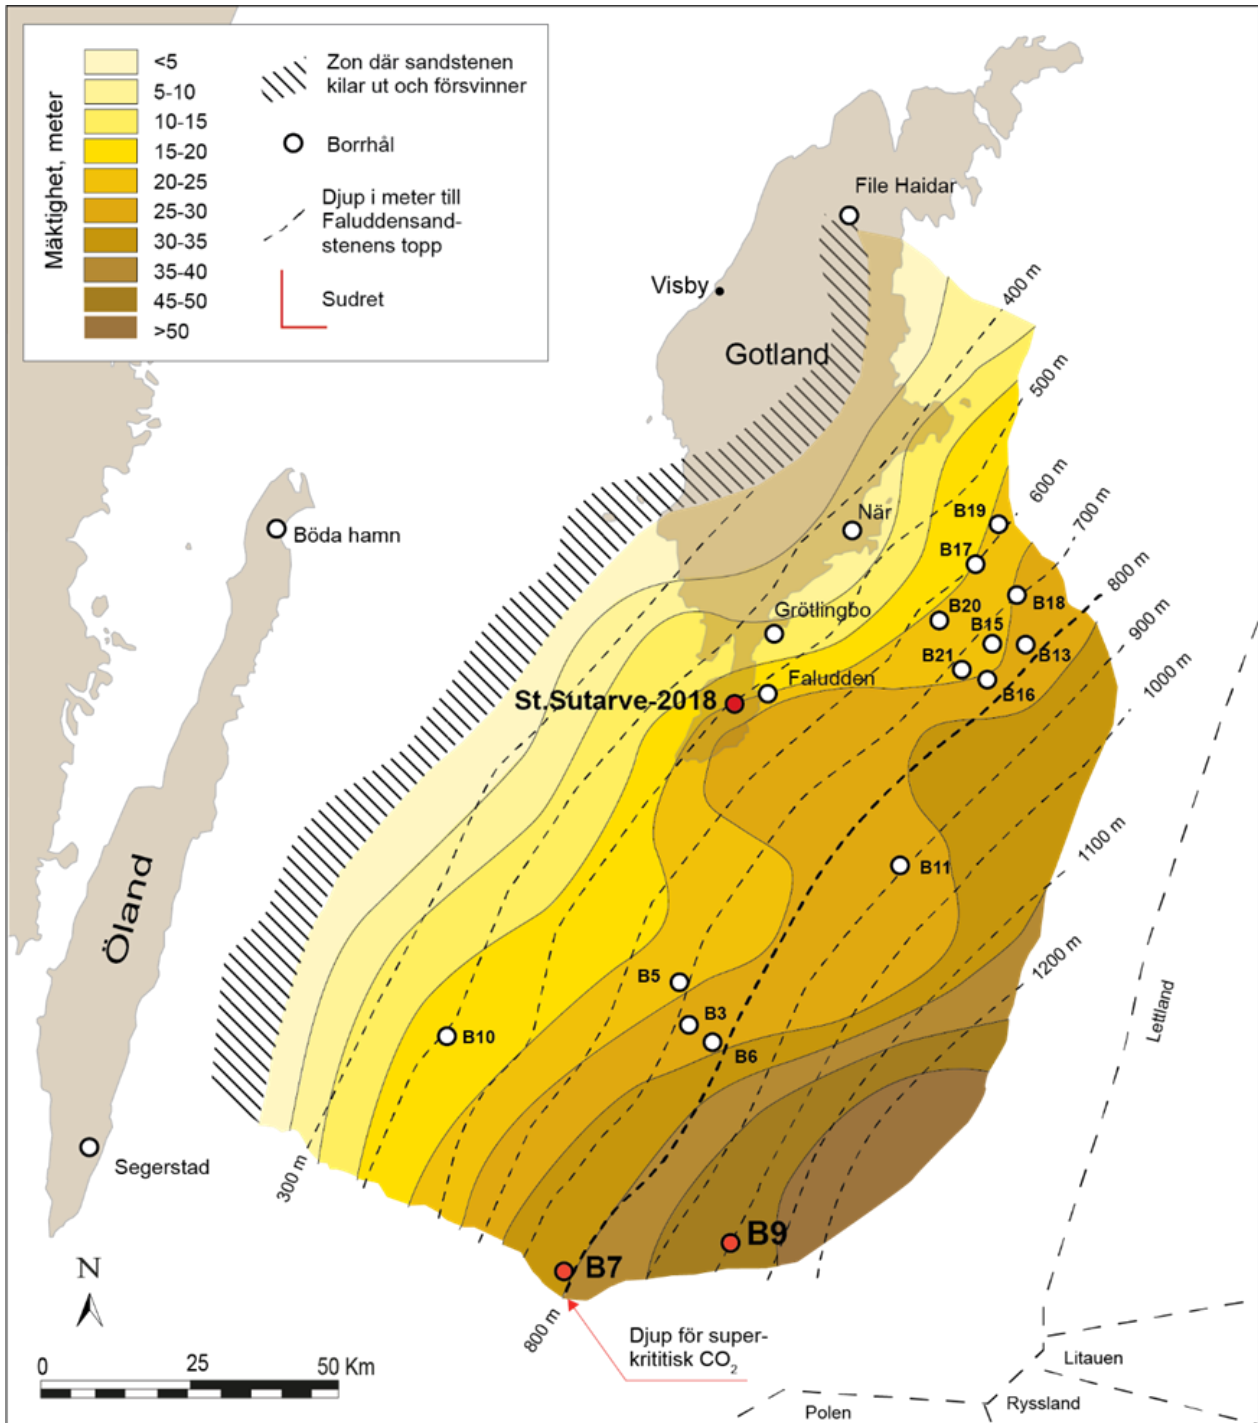 Mäktighet, meter
<5
5-10
10-15
15-20
20-25
25-30
30-35
35-40
45-50
>50
Zon där sandstenen
kilar ut och försvinner
Borrhål
Djup i meter till
Faluddensand-
stenens topp
Sudret
File Haidar
Visby
Gotland
400 m
500 m
600 m
700 m
800 m
900 m
1000 m
1100 m
1200 m
Böda hamn
När
B19
B17
B20
B18
B15
B13
B21
B16
Grötlingbo
Faludden
St.Sutarve-2018
Öland
B11
B5
B3
B6
B10
Lettland
Segerstad
300 m
B9
B7
800 m
N
0 25 50 Km
Djup för super-
krititisk CO₂
Litauen
Ryssland
Polen